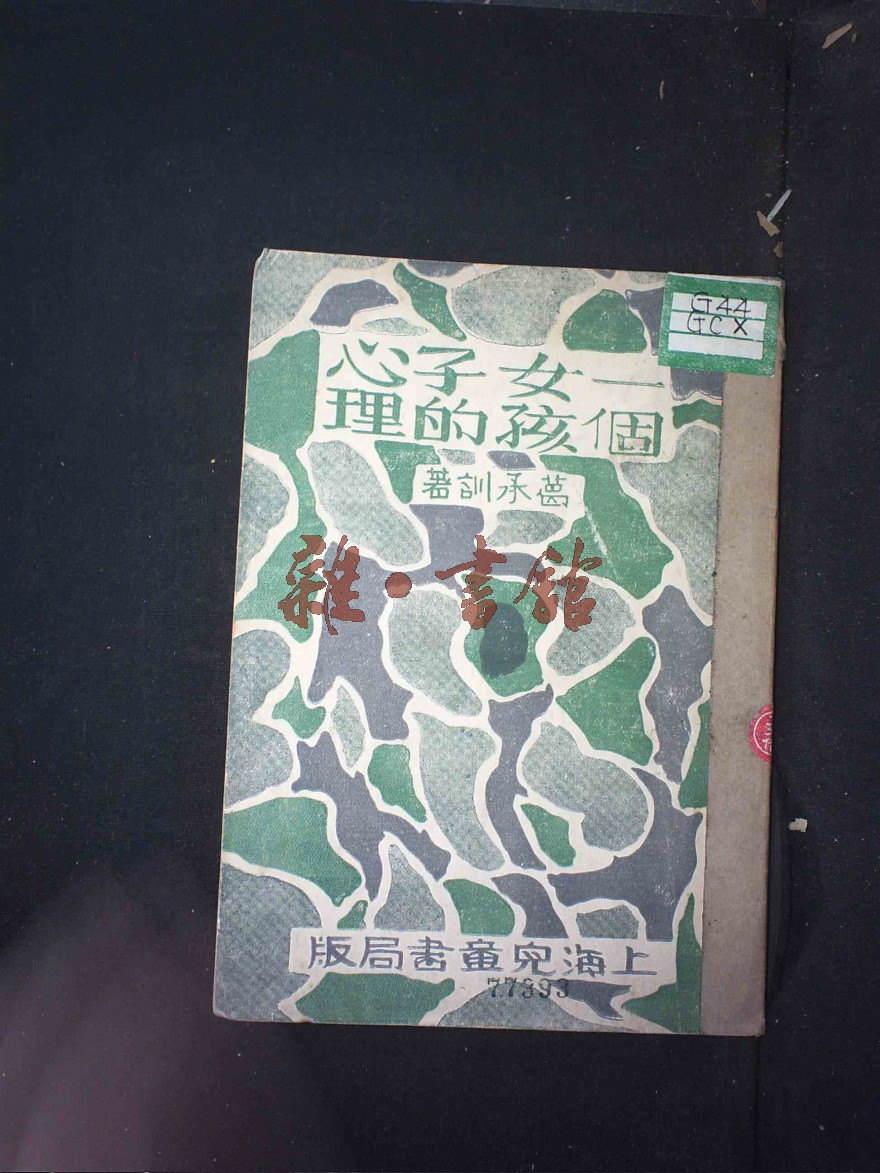 G44
GCX
一個女孩子的心理
葛承訓著
雜·書館
上海兒童書局版
77393